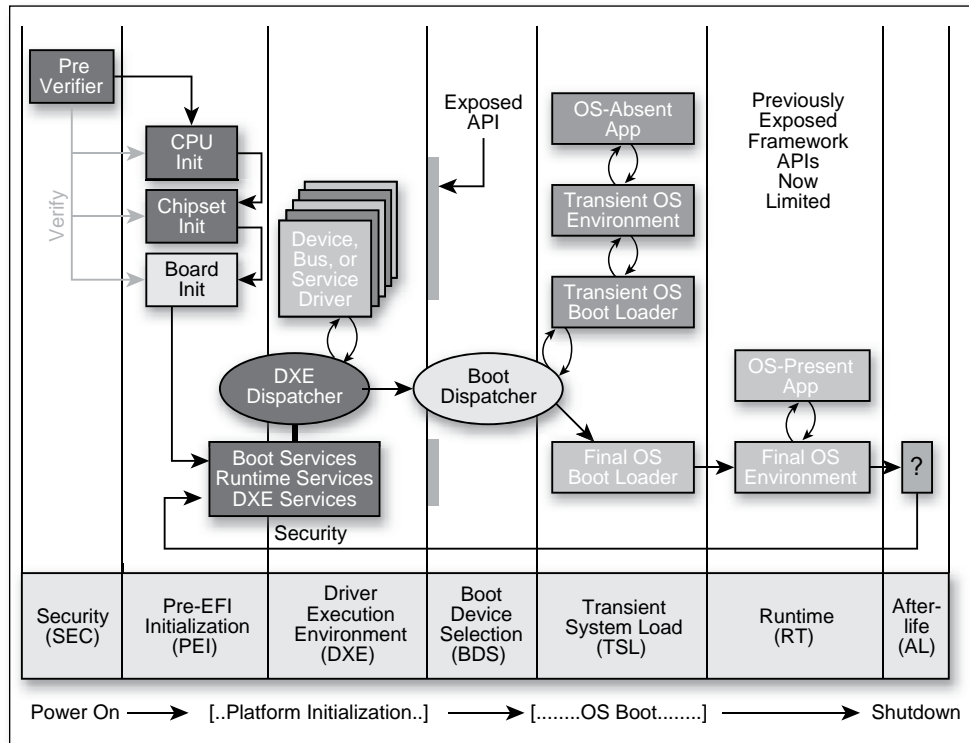 Pre
Verifier
Verify
CPU
Init
Chipset
Init
Board
Init
Device,
Bus, or
Service
Driver
DXE
Dispatcher
Boot Services
Runtime Services
DXE Services
Security
Exposed
API
Boot
Dispatcher
OS-Absent
App
Transient OS
Environment
Transient OS
Boot Loader
Final OS
Boot Loader
Previously
Exposed
Framework
APIs
Now
Limited
OS-Present
App
Final OS
Environment
?
Security
(SEC)
Pre-EFI
Initialization
(PEI)
Driver
Execution
Environment
(DXE)
Boot
Device
Selection
(BDS)
Transient
System Load
(TSL)
Runtime
(RT)
After-
life
(AL)
Power On [..Platform Initialization..] [........OS Boot........] Shutdown